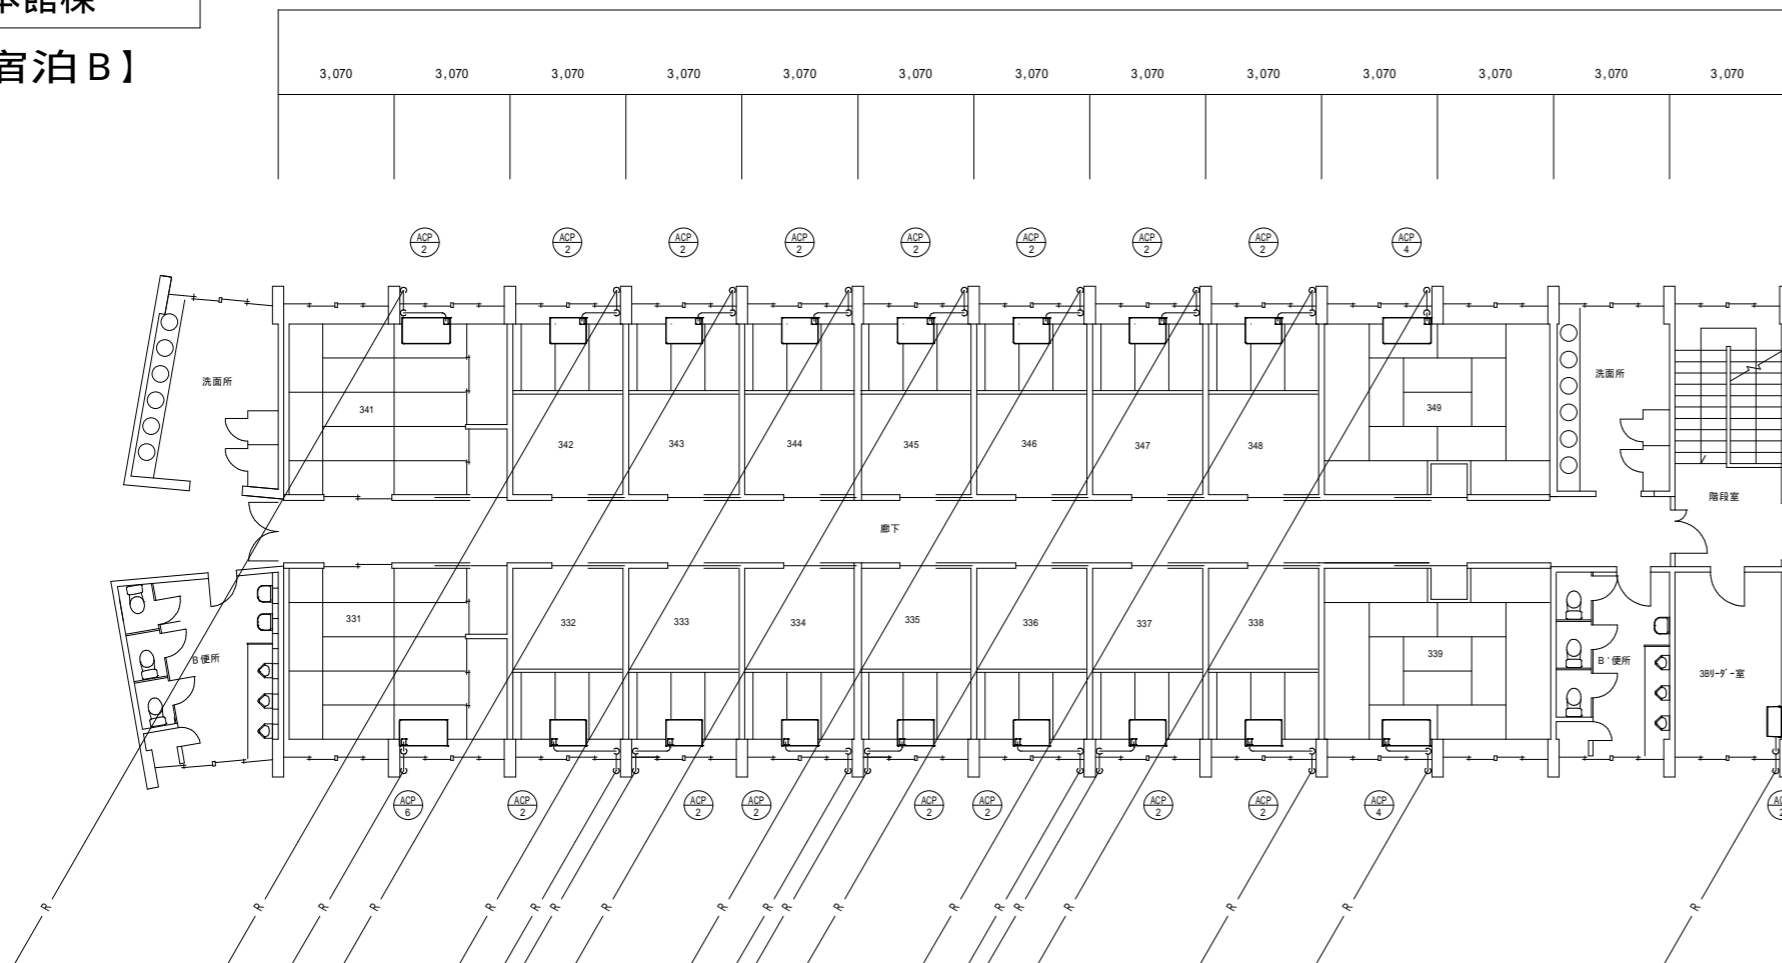 本館棟
宿泊B】
3,070 3,070 3,070 3,070 3,070 3,070 3,070 3,070 3,070 3,070 3,070 3,070 3,070
ACP 2 ACP 2 ACP 2 ACP 2 ACP 2 ACP 2 ACP 2 ACP 2 ACP 4
洗面所 洗面所
341 342 343 344 345 346 347 348 349
階段室
廊下
331 332 333 334 335 336 337 338 339
B便所 B'便所 3Bﾘｰﾀﾞｰ室
ACP 6 ACP 2 ACP 2 ACP 2 ACP 2 ACP 2 ACP 2 ACP 2 ACP 4
R R R R R R R R R R R R R R R R R R